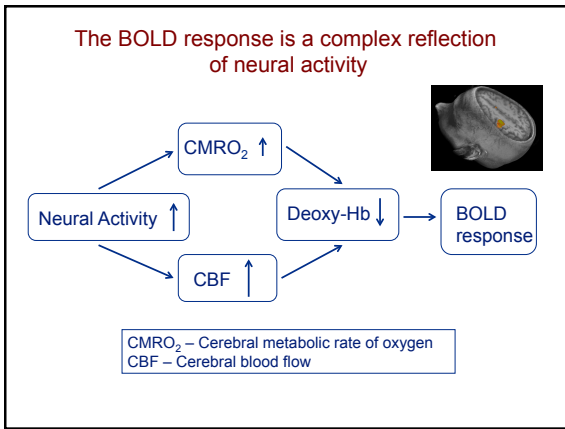 The BOLD response is a complex reflection
of neural activity
CMRO₂ ↑
Neural Activity ↑
Deoxy-Hb ↓
BOLD
response
CBF ↑
CMRO₂ – Cerebral metabolic rate of oxygen
CBF – Cerebral blood flow